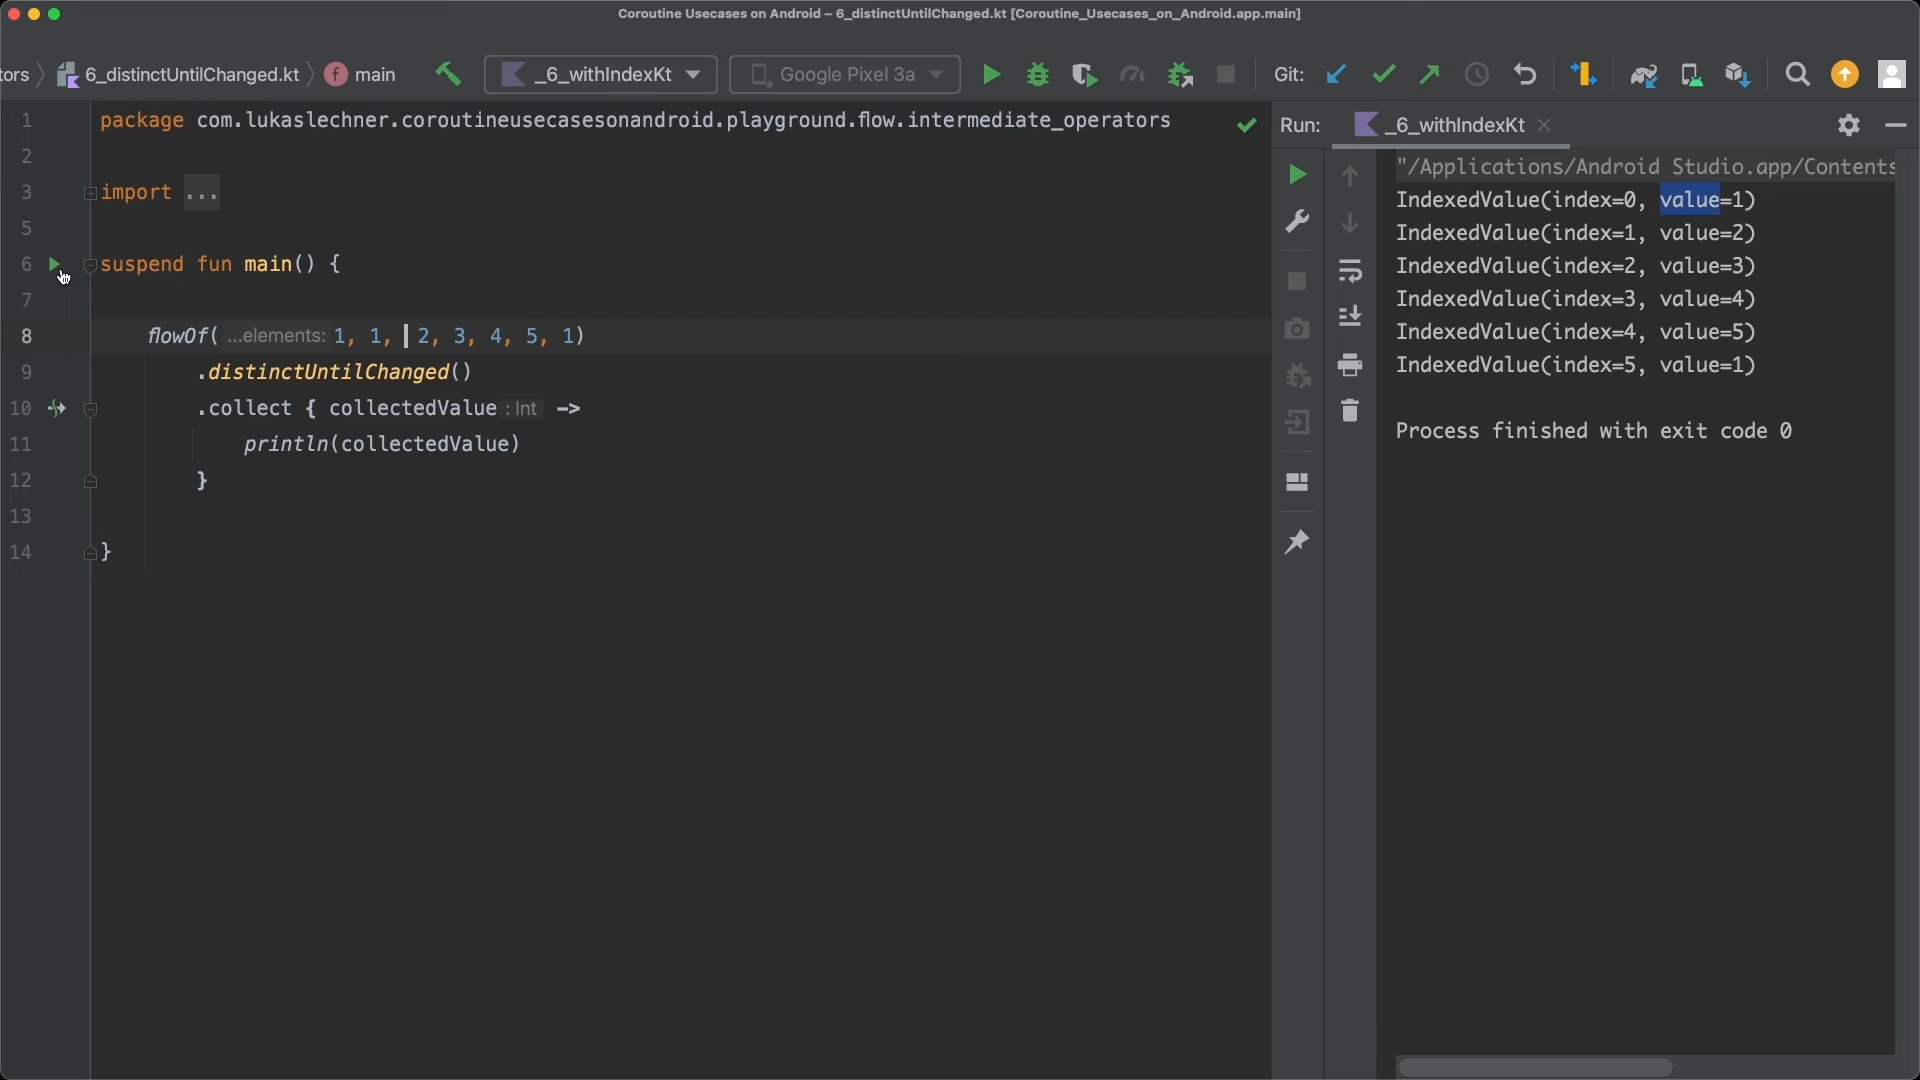 Coroutine Usecases on Android – 6_distinctUntilChanged.kt [Coroutine_Usecases_on_Android.app.main]
tors 6_distinctUntilChanged.kt main _6_withIndexKt Google Pixel 3a Git:
1 package com.lukaslechner.coroutineusecasesonandroid.playground.flow.intermediate_operators
2
3 import ...
5
6 suspend fun main() {
7
8 flowOf( ...elements: 1, 1, 2, 3, 4, 5, 1)
9 .distinctUntilChanged()
10 .collect { collectedValue : Int ->
11 println(collectedValue)
12 }
13
14 }
Run: _6_withIndexKt
"/Applications/Android Studio.app/Contents
IndexedValue(index=0, value=1)
IndexedValue(index=1, value=2)
IndexedValue(index=2, value=3)
IndexedValue(index=3, value=4)
IndexedValue(index=4, value=5)
IndexedValue(index=5, value=1)
Process finished with exit code 0